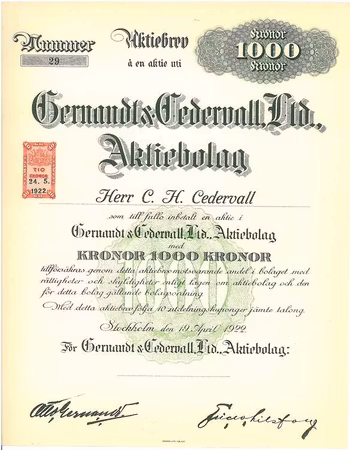 Nummer
29
Aktiebrev
å en aktie uti
Kronor
1000
Kronor
Gernandt & Cedervall, Ltd.,
Aktiebolag
TIO
KRONOR
24. 5.
1922
Herr C. H. Cedervall
som till fullo inbetalt en aktie i
Gernandt & Cedervall, Ltd., Aktiebolag
med
KRONOR 1000 KRONOR
tillförsäkras genom detta aktiebrev motsvarande andel i bolaget med
rättigheter och skyldigheter enligt lagen om aktiebolag och den
för detta bolag gällande bolagsordning.
Med detta aktiebrev följa 10 utdelningskuponger jämte talong.
Stockholm den 19 April 1922
För Gernandt & Cedervall, Ltd., Aktiebolag:
Otto Gernandt